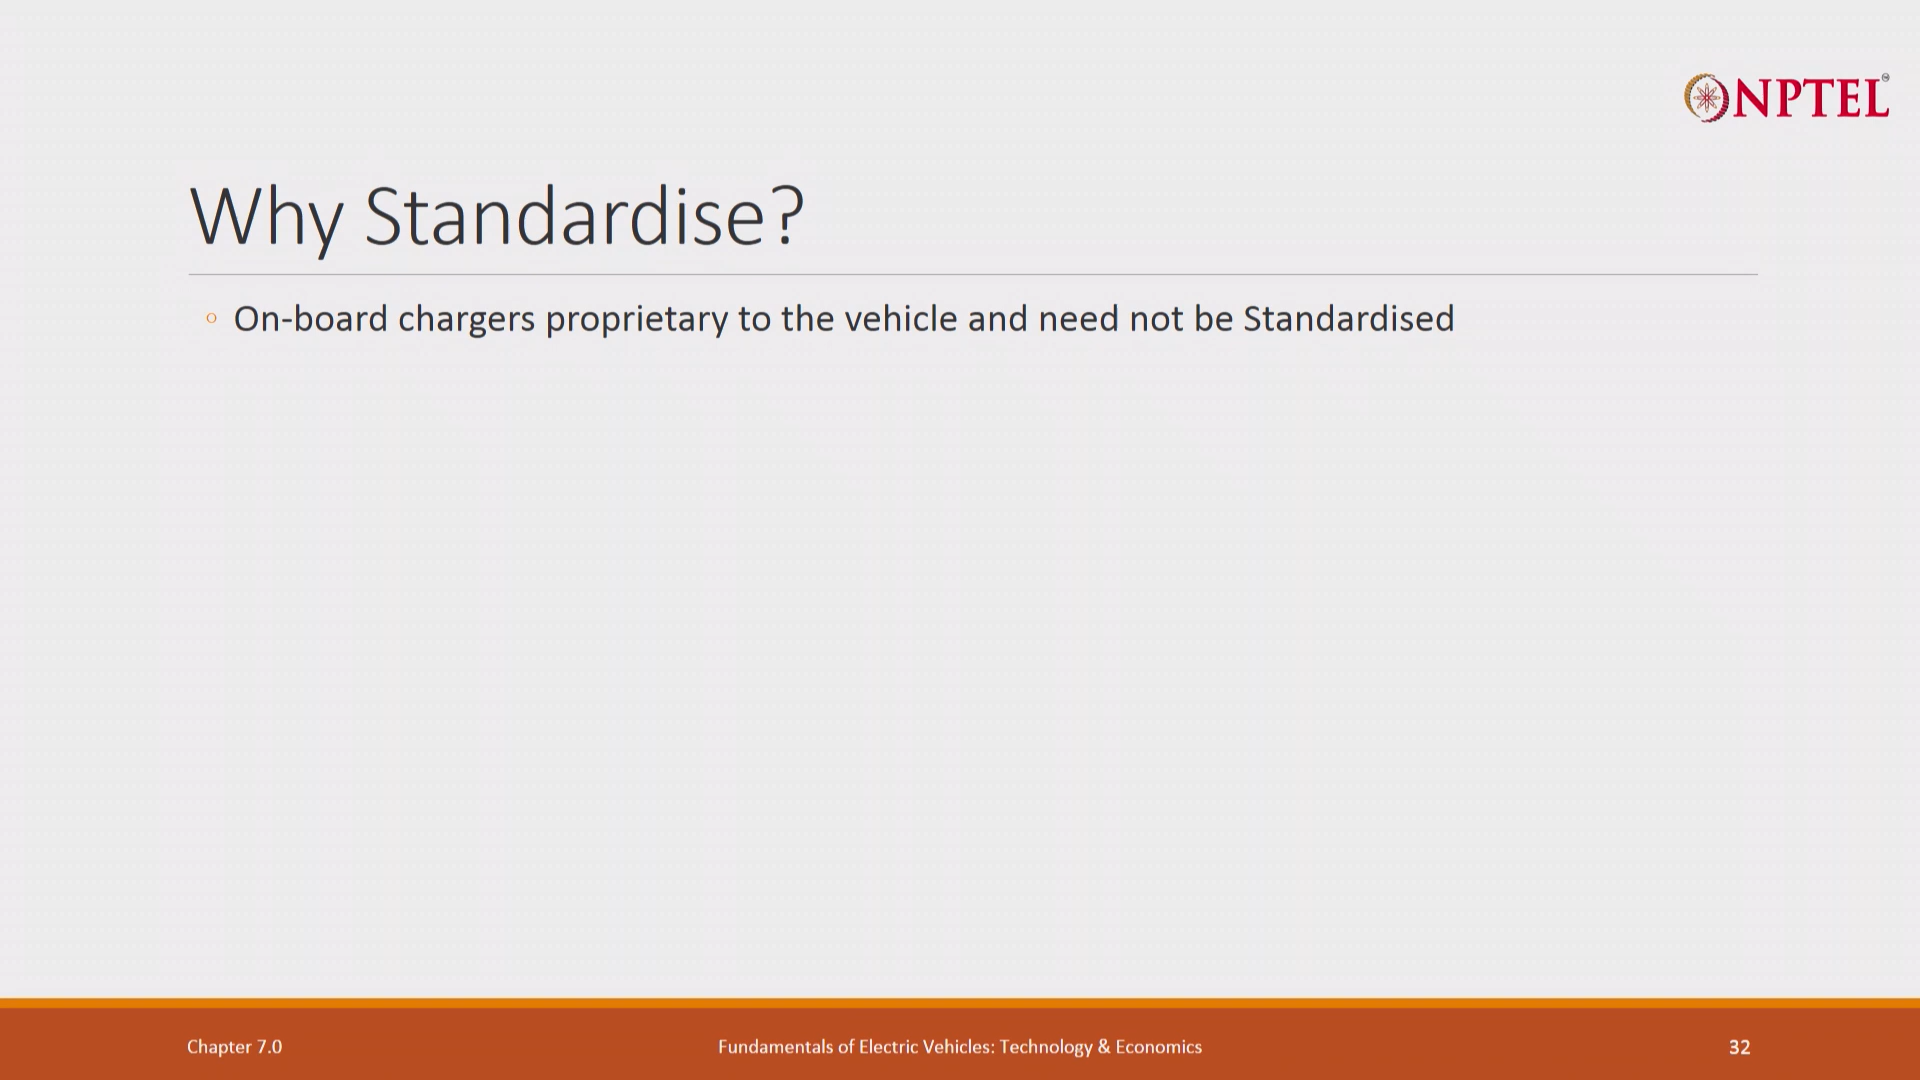 NPTEL
Why Standardise?
On-board chargers proprietary to the vehicle and need not be Standardised
Chapter 7.0
Fundamentals of Electric Vehicles: Technology & Economics
32